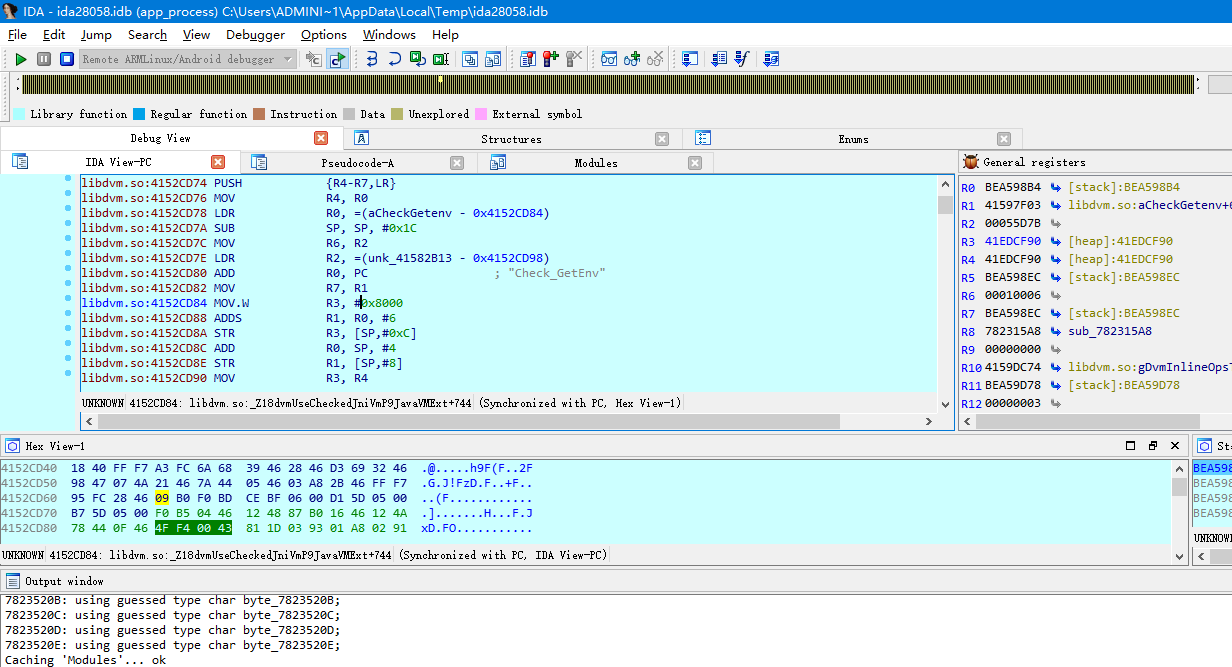 IDA - ida28058.idb (app_process) C:\Users\ADMINI~1\AppData\Local\Temp\ida28058.idb
File Edit Jump Search View Debugger Options Windows Help
Remote ARMLinux/Android debugger
Library function Regular function Instruction Data Unexplored External symbol
Debug View Structures Enums
IDA View-PC Pseudocode-A Modules
libdvm.so:4152CD74 PUSH {R4-R7,LR}
libdvm.so:4152CD76 MOV R4, R0
libdvm.so:4152CD78 LDR R0, =(aCheckGetenv - 0x4152CD84)
libdvm.so:4152CD7A SUB SP, SP, #0x1C
libdvm.so:4152CD7C MOV R6, R2
libdvm.so:4152CD7E LDR R2, =(unk_41582B13 - 0x4152CD98)
libdvm.so:4152CD80 ADD R0, PC ; "Check_GetEnv"
libdvm.so:4152CD82 MOV R7, R1
libdvm.so:4152CD84 MOV.W R3, #0x8000
libdvm.so:4152CD88 ADDS R1, R0, #6
libdvm.so:4152CD8A STR R3, [SP,#0xC]
libdvm.so:4152CD8C ADD R0, SP, #4
libdvm.so:4152CD8E STR R1, [SP,#8]
libdvm.so:4152CD90 MOV R3, R4
UNKNOWN 4152CD84: libdvm.so:_Z18dvmUseCheckedJniVmP9JavaVMExt+744 (Synchronized with PC, Hex View-1)
General registers
R0 BEA598B4 [stack]:BEA598B4
R1 41597F03 libdvm.so:aCheckGetenv+6
R2 00055D7B
R3 41EDCF90 [heap]:41EDCF90
R4 41EDCF90 [heap]:41EDCF90
R5 BEA598EC [stack]:BEA598EC
R6 00010006
R7 BEA598EC [stack]:BEA598EC
R8 782315A8 sub_782315A8
R9 00000000
R10 4159DC74 libdvm.so:gDvmInlineOpsT
R11 BEA59D78 [stack]:BEA59D78
R12 00000003
Hex View-1
4152CD40 18 40 FF F7 A3 FC 6A 68 39 46 28 46 D3 69 32 46 .@.....h9F(F..2F
4152CD50 98 47 07 4A 21 46 7A 44 05 46 03 A8 2B 46 FF F7 .G.J!FzD.F..+F..
4152CD60 95 FC 28 46 09 B0 F0 BD CE BF 06 00 D1 5D 05 00 ..(F............
4152CD70 B7 5D 05 00 F0 B5 04 46 12 48 87 B0 16 46 12 4A .].......H...F.J
4152CD80 78 44 0F 46 4F F4 00 43 81 1D 03 93 01 A8 02 91 xD.FO...........
UNKNOWN 4152CD84: libdvm.so:_Z18dvmUseCheckedJniVmP9JavaVMExt+744 (Synchronized with PC, IDA View-PC)
Sta
BEA598
BEA598
BEA598
BEA598
UNKNOWN
Output window
7823520B: using guessed type char byte_7823520B;
7823520C: using guessed type char byte_7823520C;
7823520D: using guessed type char byte_7823520D;
7823520E: using guessed type char byte_7823520E;
Caching 'Modules'... ok